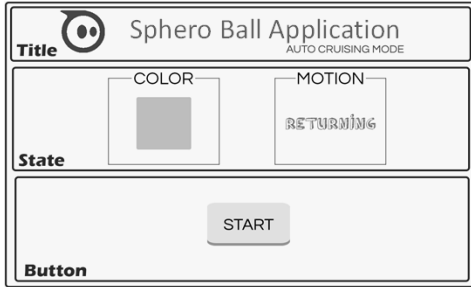 Sphero Ball Application
AUTO CRUISING MODE
Title
COLOR
MOTION
RETURNING
State
START
Button